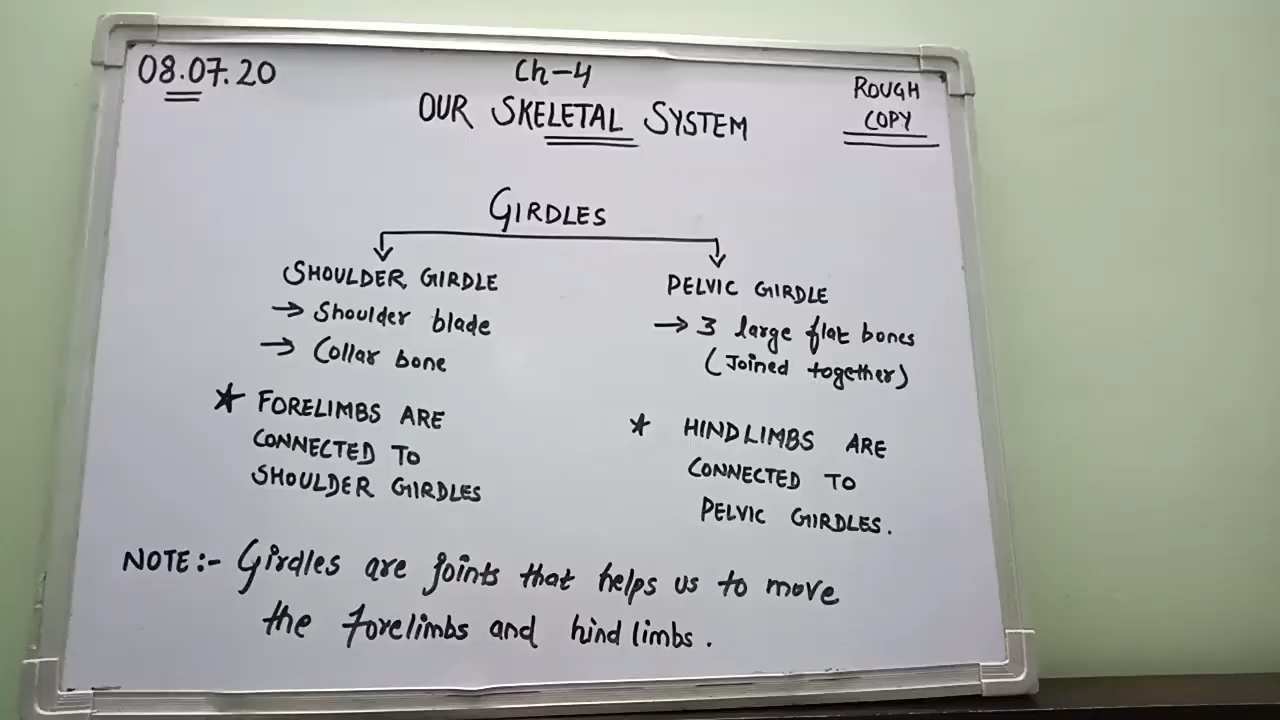 08.07.20
Ch-4
OUR SKELETAL SYSTEM
ROUGH
COPY
GIRDLES
SHOULDER GIRDLE
→ Shoulder blade
→ Collar bone
★ FORELIMBS ARE
CONNECTED TO
SHOULDER GIRDLES
PELVIC GIRDLE
→ 3 large flat bones
(Joined together)
★ HINDLIMBS ARE
CONNECTED TO
PELVIC GIRDLES.
NOTE:- Girdles are joints that helps us to move
the forelimbs and hind limbs.